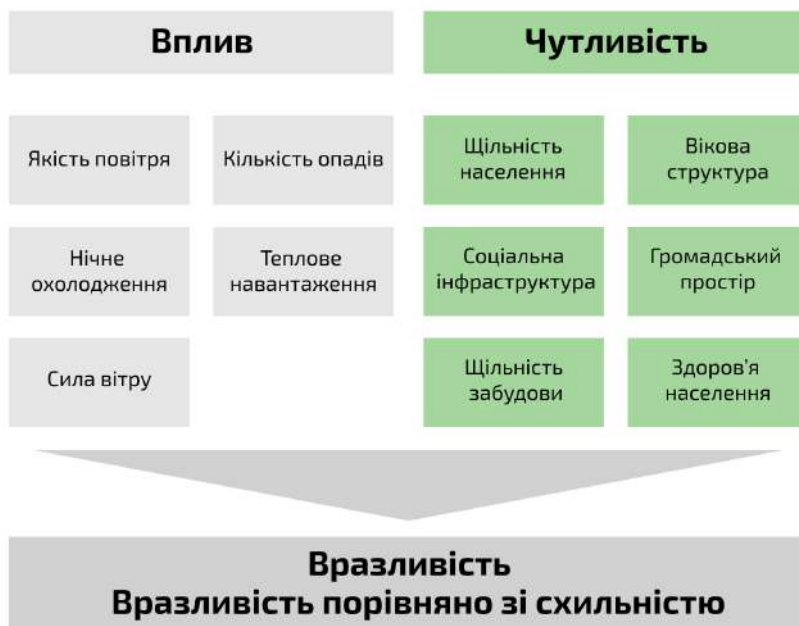 Вплив
Чутливість
Якість повітря
Кількість опадів
Щільність
населення
Вікова
структура
Нічне
охолодження
Теплове
навантаження
Соціальна
інфраструктура
Громадський
простір
Сила вітру
Щільність
забудови
Здоров’я
населення
Вразливість
Вразливість порівняно зі схильністю